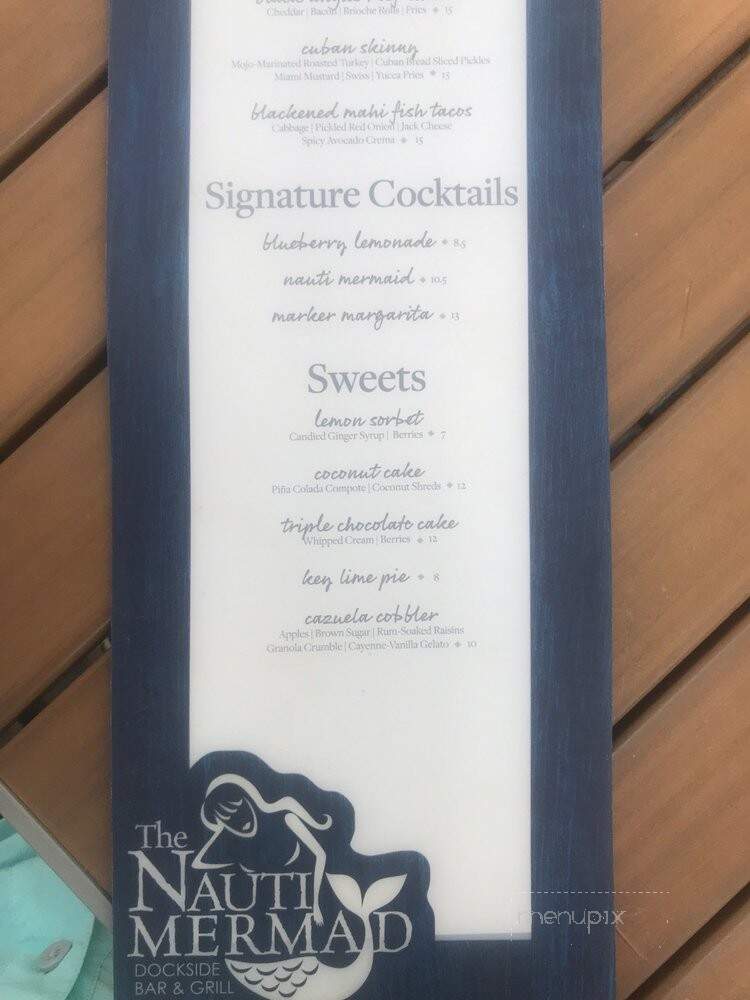 Cheddar | Bacon | Brioche Rolls | Fries ◆ 15
cuban skinny
Mojo-Marinated Roasted Turkey | Cuban Bread Sliced Pickles
Miami Mustard | Swiss | Yucca Fries ◆ 15
blackened mahi fish tacos
Cabbage | Pickled Red Onion | Jack Cheese
Spicy Avocado Crema ◆ 15
Signature Cocktails
blueberry lemonade ◆ 8.5
nauti mermaid ◆ 10.5
marker margarita ◆ 13
Sweets
lemon sorbet
Candied Ginger Syrup | Berries ◆ 7
coconut cake
Piña Colada Compote | Coconut Shreds ◆ 12
triple chocolate cake
Whipped Cream | Berries ◆ 12
key lime pie ◆ 8
cazuela cobbler
Apples | Brown Sugar | Rum-Soaked Raisins
Granola Crumble | Cayenne-Vanilla Gelato ◆ 10
The
NAUTI
MERMAID
DOCKSIDE
BAR & GRILL
menupix